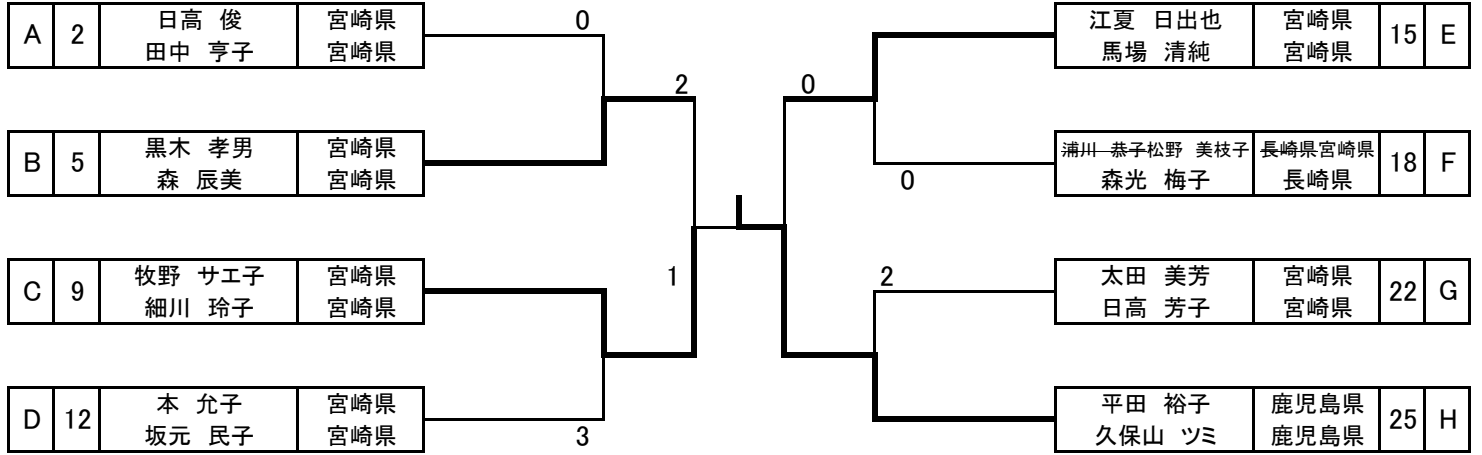 A 2 日高 俊 宮崎県
田中 亨子 宮崎県
0
B 5 黒木 孝男 宮崎県
森 辰美 宮崎県
2
C 9 牧野 サエ子 宮崎県
細川 玲子 宮崎県
1
D 12 本 允子 宮崎県
坂元 民子 宮崎県
3
江夏 日出也 宮崎県 15 E
馬場 清純 宮崎県
0
浦川 恭子松野 美枝子 長崎県宮崎県 18 F
森光 梅子 長崎県
0
太田 美芳 宮崎県 22 G
日高 芳子 宮崎県
2
平田 裕子 鹿児島県 25 H
久保山 ツミ 鹿児島県